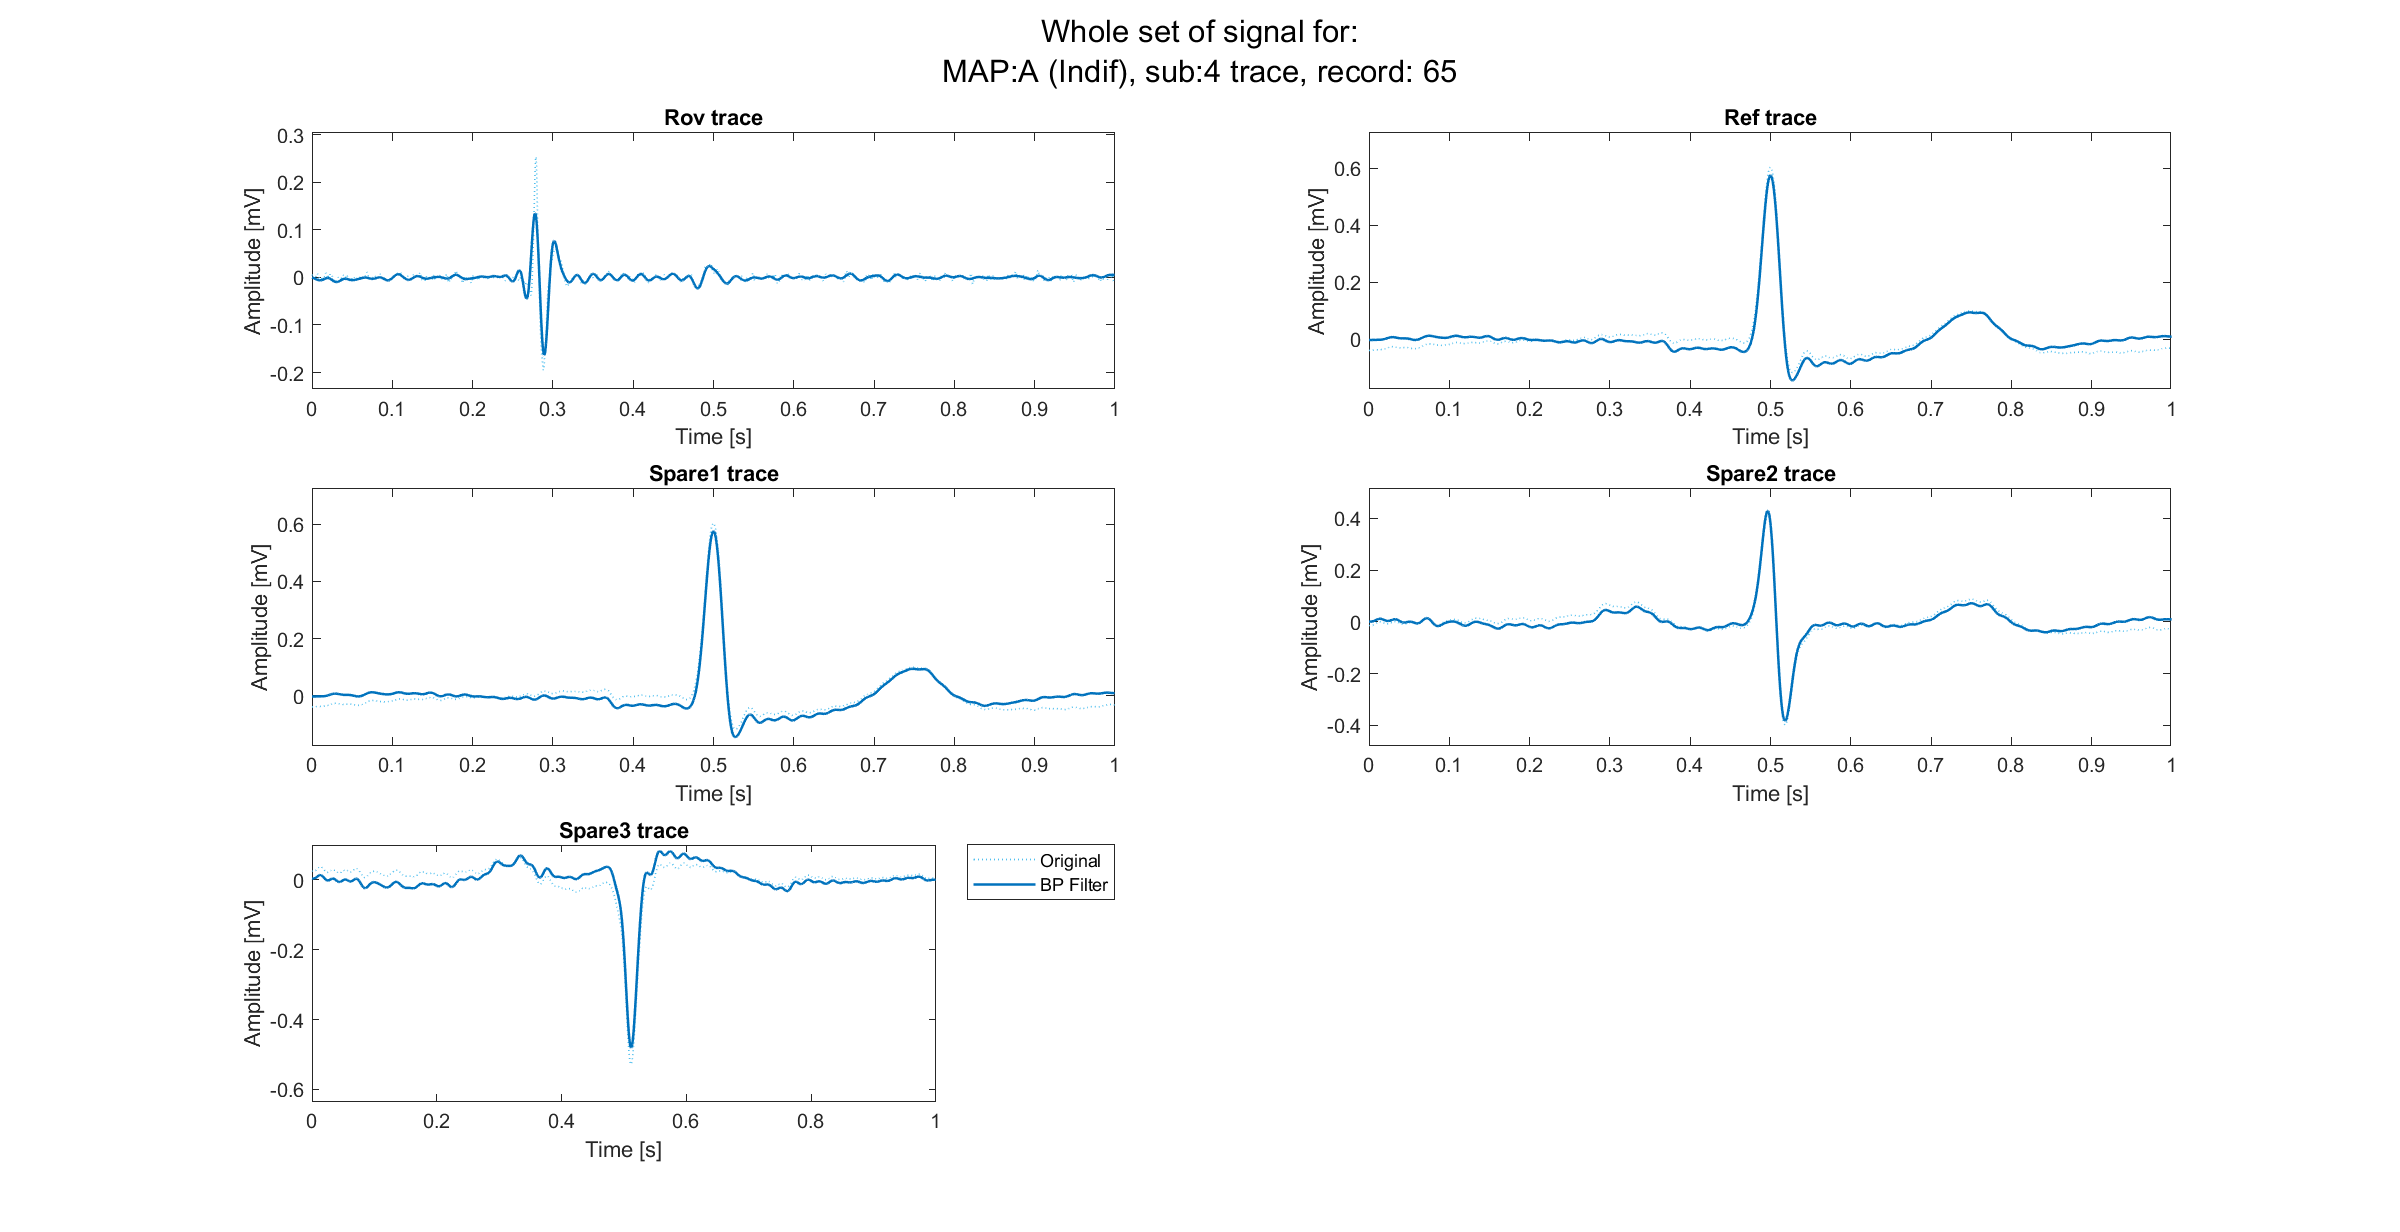 Whole set of signal for:
MAP:A (Indif), sub:4 trace, record: 65
Rov trace
0.3
0.2
0.1
0
-0.1
-0.2
Amplitude [mV]
0 0.1 0.2 0.3 0.4 0.5 0.6 0.7 0.8 0.9 1
Time [s]
Ref trace
0.6
0.4
0.2
0
Amplitude [mV]
0 0.1 0.2 0.3 0.4 0.5 0.6 0.7 0.8 0.9 1
Time [s]
Spare1 trace
0.6
0.4
0.2
0
Amplitude [mV]
0 0.1 0.2 0.3 0.4 0.5 0.6 0.7 0.8 0.9 1
Time [s]
Spare2 trace
0.4
0.2
0
-0.2
-0.4
Amplitude [mV]
0 0.1 0.2 0.3 0.4 0.5 0.6 0.7 0.8 0.9 1
Time [s]
Spare3 trace
0
-0.2
-0.4
-0.6
Amplitude [mV]
0 0.2 0.4 0.6 0.8 1
Time [s]
Original
BP Filter